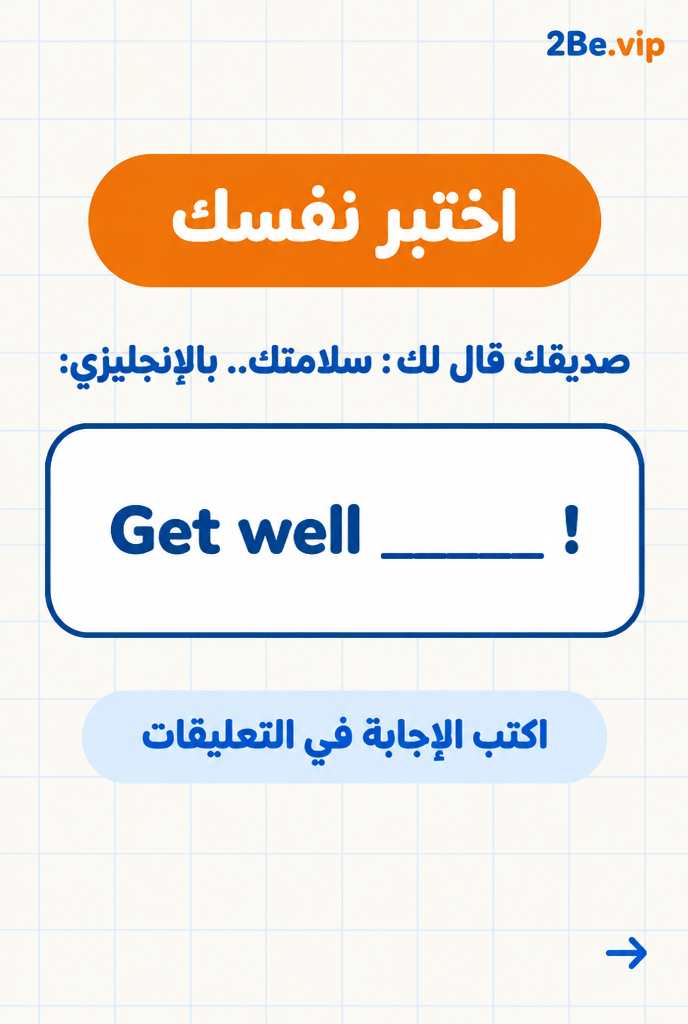 2Be.vip
اختبر نفسك
صديقك قال لك : سلامتك.. بالإنجليزي:
Get well _____ !
اكتب الإجابة في التعليقات
→